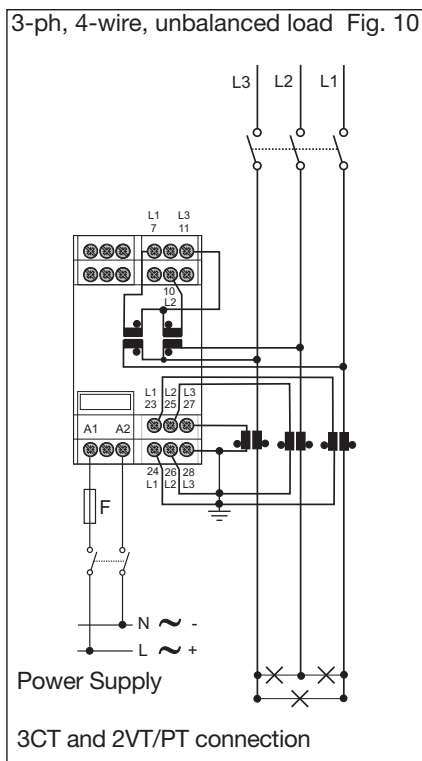 3-ph, 4-wire, unbalanced load Fig. 10
L3 L2 L1
L1 L3
7 11
10
L2
L1 L2 L3
23 25 27
A1 A2
24 26 28
L1 L2 L3
F
N ~ -
L ~ +
Power Supply
3CT and 2VT/PT connection